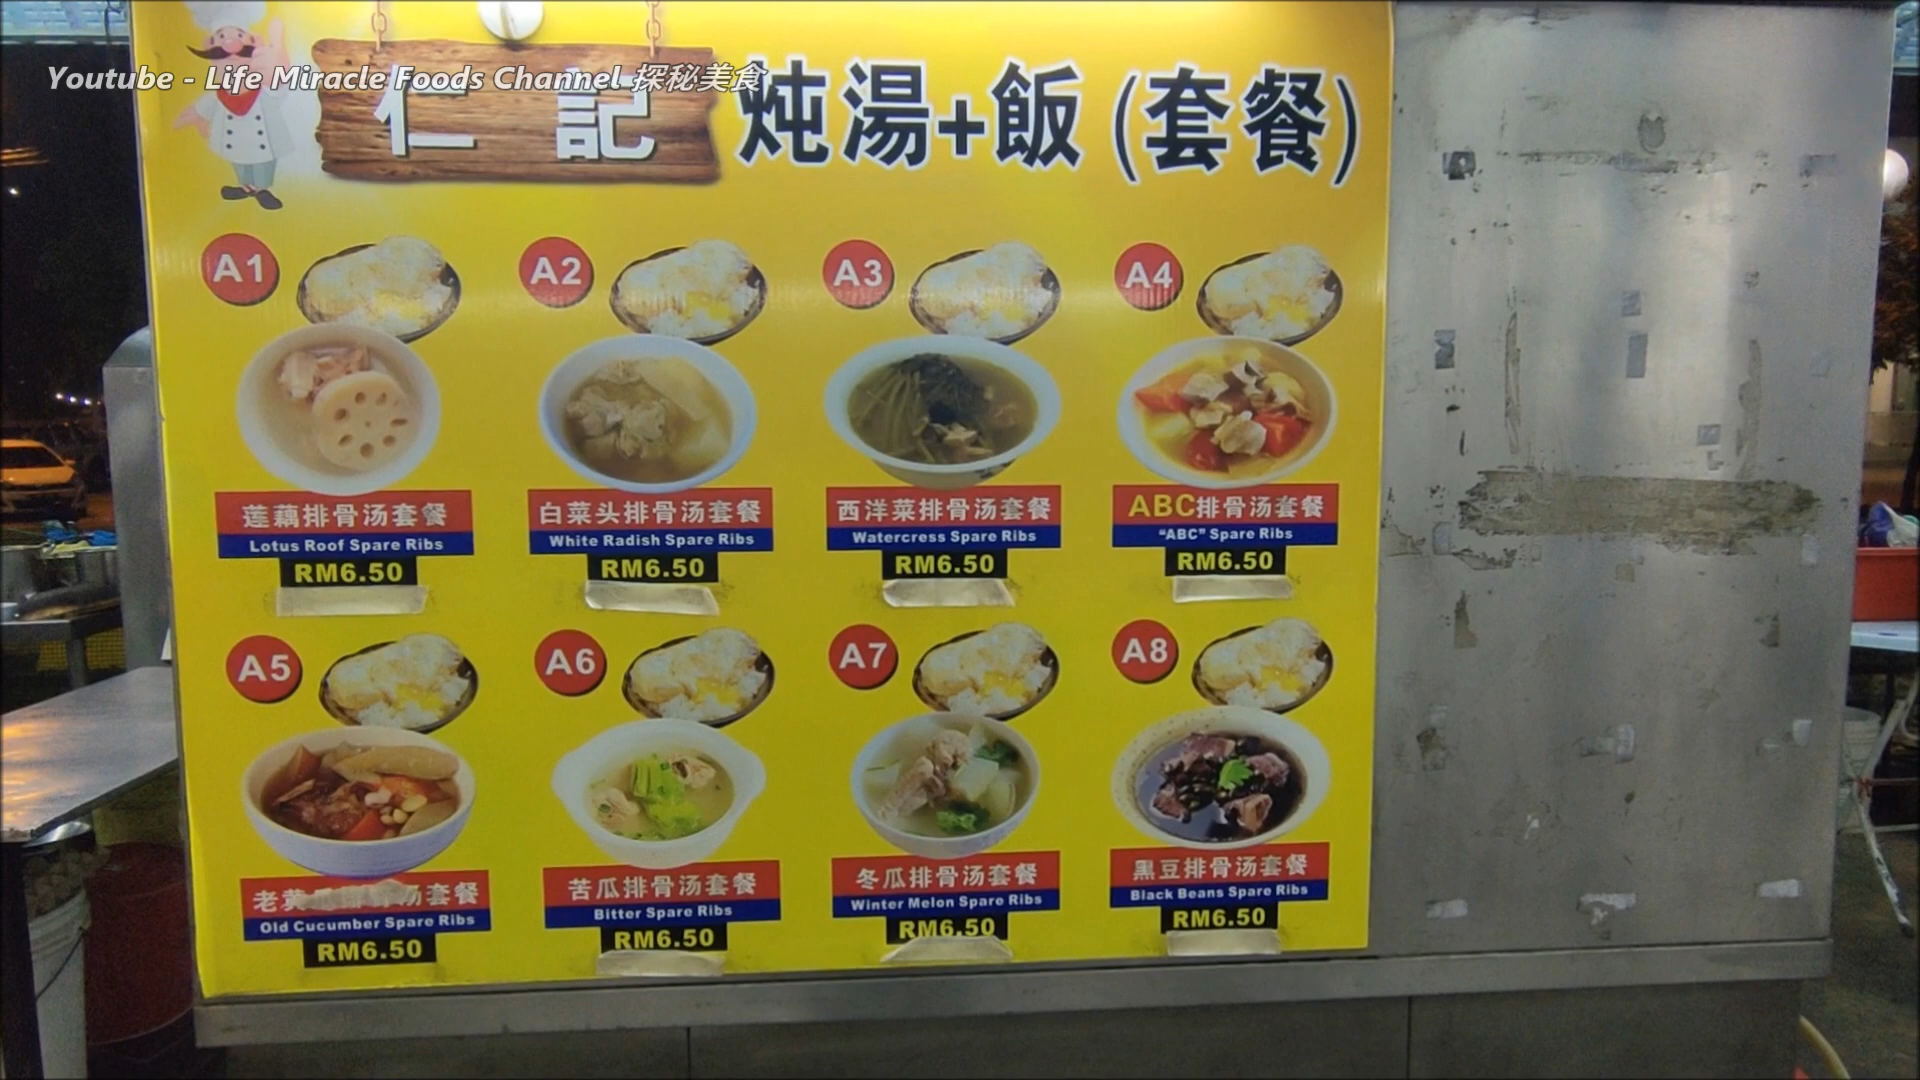 Youtube - Life Miracle Foods Channel 探秘美食
仁 記
炖湯+飯 (套餐)
A1
A2
A3
A4
莲藕排骨汤套餐
Lotus Roof Spare Ribs
RM6.50
白菜头排骨汤套餐
White Radish Spare Ribs
RM6.50
西洋菜排骨汤套餐
Watercress Spare Ribs
RM6.50
ABC排骨汤套餐
“ABC” Spare Ribs
RM6.50
A5
A6
A7
A8
老黄瓜排骨汤套餐
Old Cucumber Spare Ribs
RM6.50
苦瓜排骨汤套餐
Bitter Spare Ribs
RM6.50
冬瓜排骨汤套餐
Winter Melon Spare Ribs
RM6.50
黑豆排骨汤套餐
Black Beans Spare Ribs
RM6.50